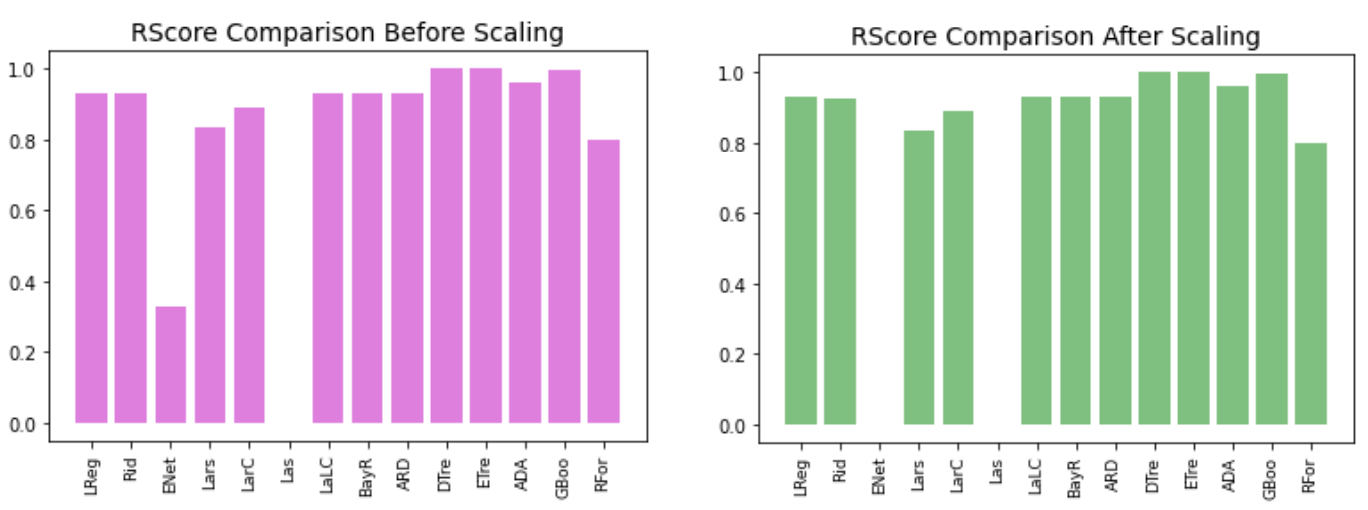 RScore Comparison Before Scaling
1.0
0.8
0.6
0.4
0.2
0.0
LReg
Rid
ENet
Lars
LarC
Las
LaLC
BayR
ARD
DTre
ETre
ADA
GBoo
RFor
RScore Comparison After Scaling
1.0
0.8
0.6
0.4
0.2
0.0
LReg
Rid
ENet
Lars
LarC
Las
LaLC
BayR
ARD
DTre
ETre
ADA
GBoo
RFor